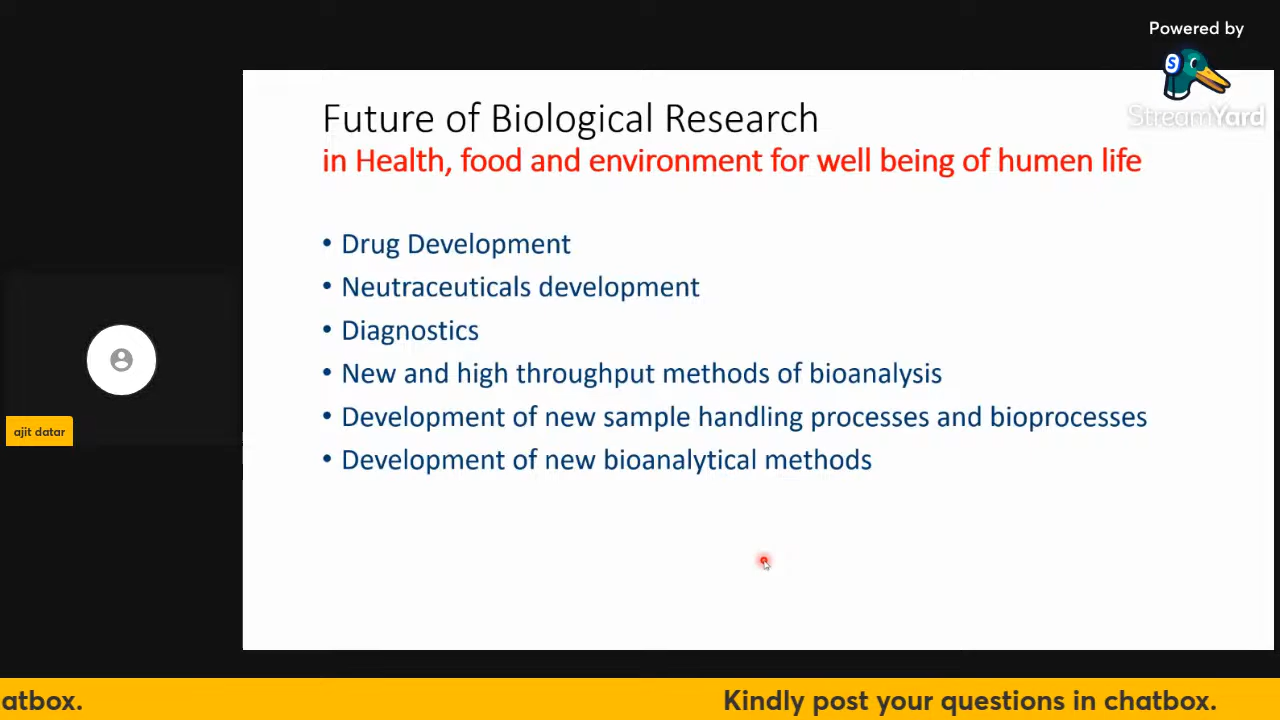 Powered by
S
StreamYard
Future of Biological Research
in Health, food and environment for well being of human life
• Drug Development
• Neutraceuticals development
• Diagnostics
• New and high throughput methods of bioanalysis
• Development of new sample handling processes and bioprocesses
• Development of new bioanalytical methods
ajit datar
atbox.
Kindly post your questions in chatbox.